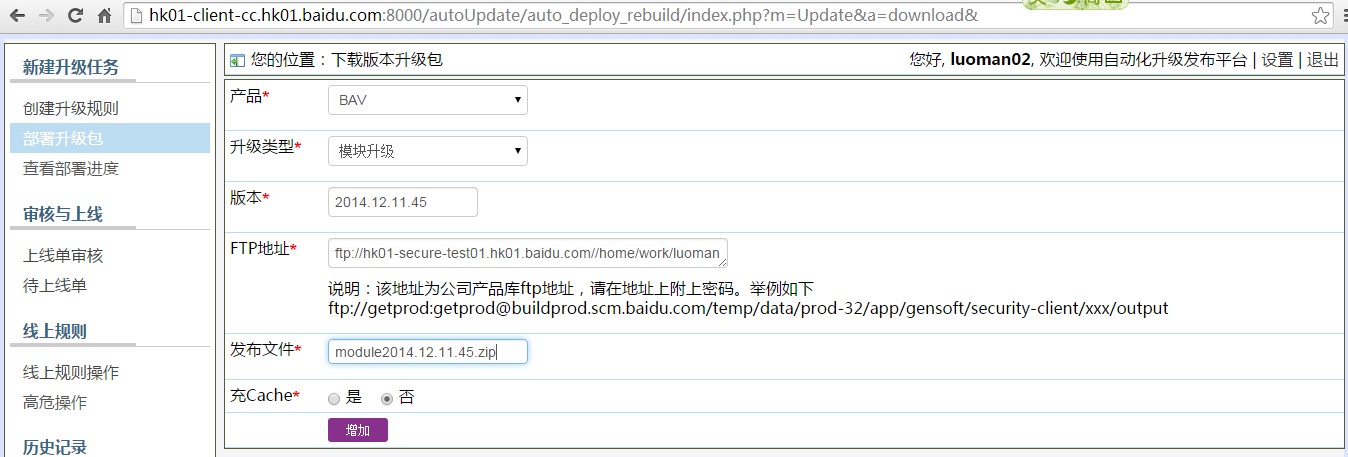 hk01-client-cc.hk01.baidu.com:8000/autoUpdate/auto_deploy_rebuild/index.php?m=Update&a=download&
新建升级任务
创建升级规则
部署升级包
查看部署进度
审核与上线
上线单审核
待上线单
线上规则
线上规则操作
高危操作
历史记录
您的位置：下载版本升级包
您好, luoman02, 欢迎使用自动化升级发布平台 | 设置 | 退出
产品* BAV
升级类型* 模块升级
版本* 2014.12.11.45
FTP地址* ftp://hk01-secure-test01.hk01.baidu.com//home/work/luoman
说明：该地址为公司产品库ftp地址，请在地址上附上密码。举例如下
ftp://getprod:getprod@buildprod.scm.baidu.com/temp/data/prod-32/app/gensoft/security-client/xxx/output
发布文件* module2014.12.11.45.zip
充Cache* 是 否
增加